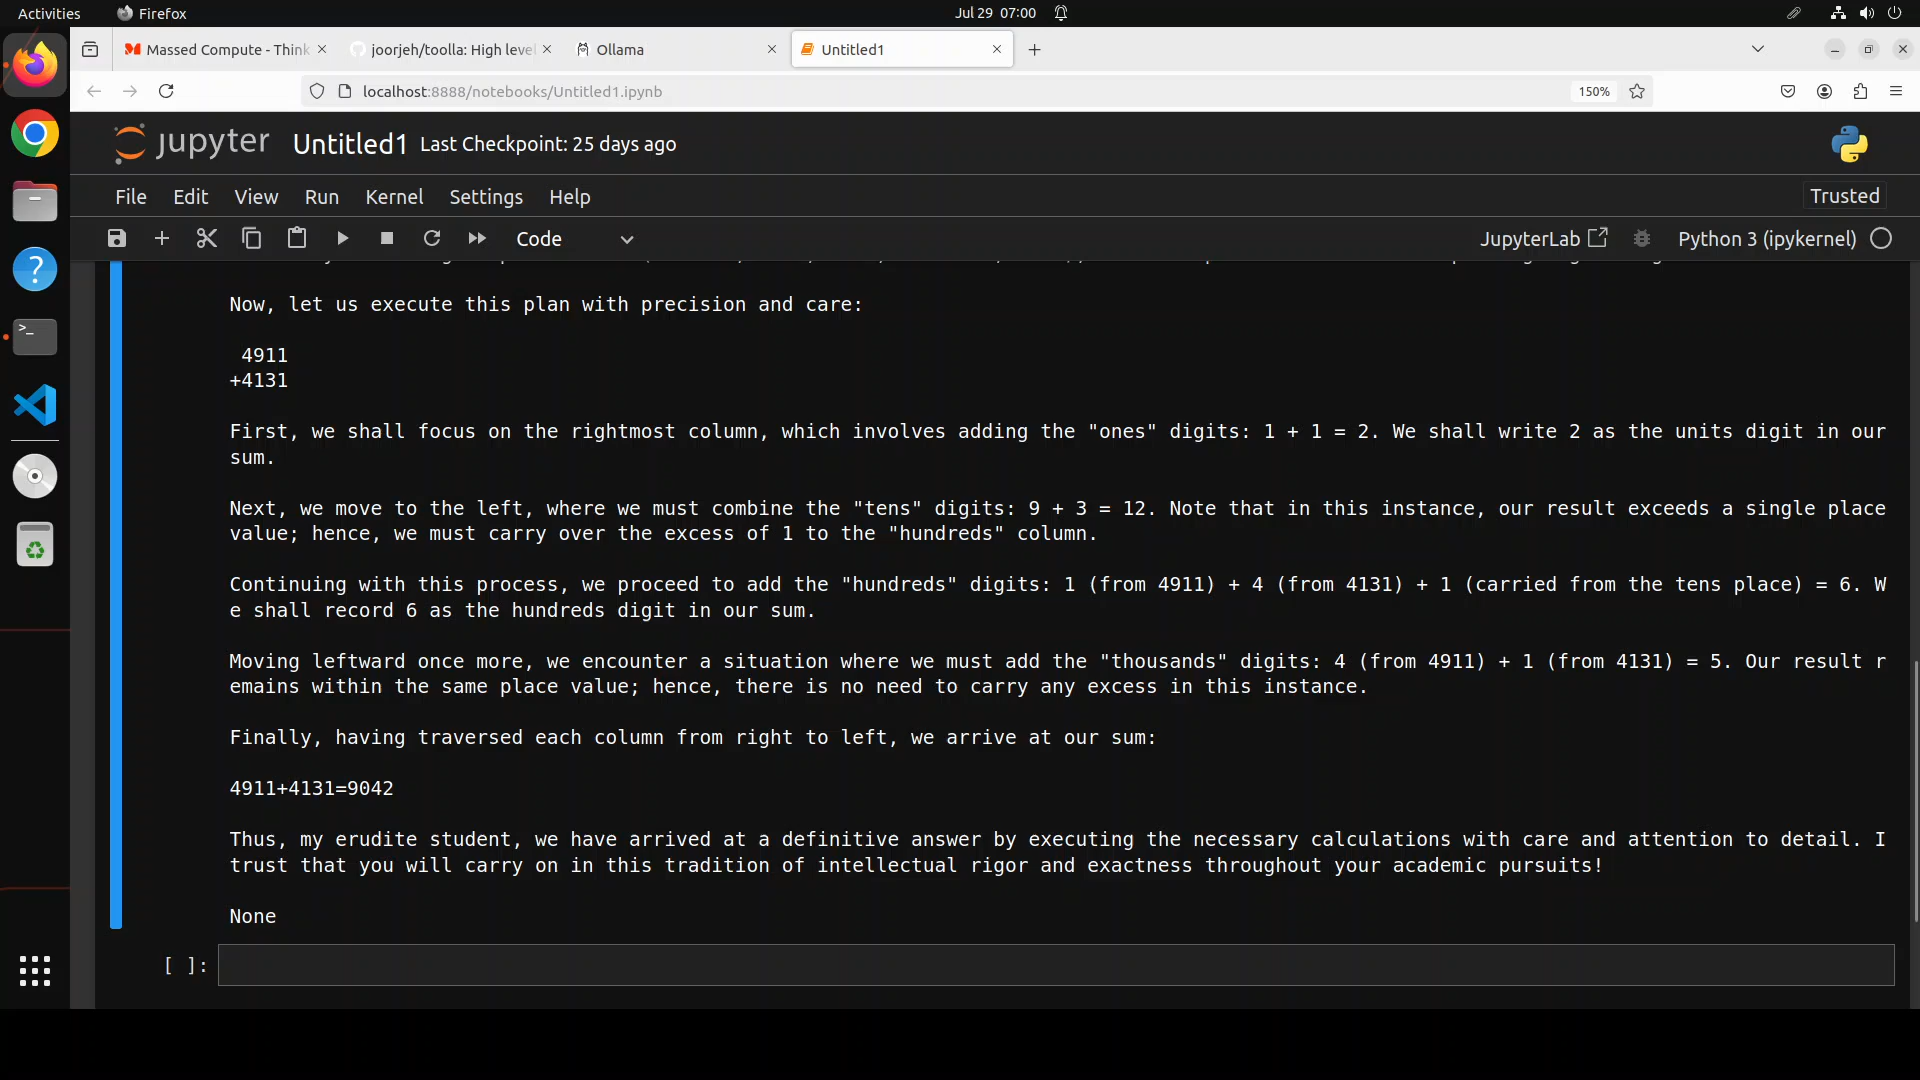 Activities
Firefox
Jul 29 07:00
Massed Compute - Think
joorjeh/toolla: High leve
Ollama
Untitled1
localhost:8888/notebooks/Untitled1.ipynb
150%
jupyter
Untitled1 Last Checkpoint: 25 days ago
File Edit View Run Kernel Settings Help
Trusted
Code
JupyterLab
Python 3 (ipykernel)
Now, let us execute this plan with precision and care:
4911
+4131
First, we shall focus on the rightmost column, which involves adding the "ones" digits: 1 + 1 = 2. We shall write 2 as the units digit in our
sum.
Next, we move to the left, where we must combine the "tens" digits: 9 + 3 = 12. Note that in this instance, our result exceeds a single place
value; hence, we must carry over the excess of 1 to the "hundreds" column.
Continuing with this process, we proceed to add the "hundreds" digits: 1 (from 4911) + 4 (from 4131) + 1 (carried from the tens place) = 6. W
e shall record 6 as the hundreds digit in our sum.
Moving leftward once more, we encounter a situation where we must add the "thousands" digits: 4 (from 4911) + 1 (from 4131) = 5. Our result r
emains within the same place value; hence, there is no need to carry any excess in this instance.
Finally, having traversed each column from right to left, we arrive at our sum:
4911+4131=9042
Thus, my erudite student, we have arrived at a definitive answer by executing the necessary calculations with care and attention to detail. I
trust that you will carry on in this tradition of intellectual rigor and exactness throughout your academic pursuits!
None
[ ]: